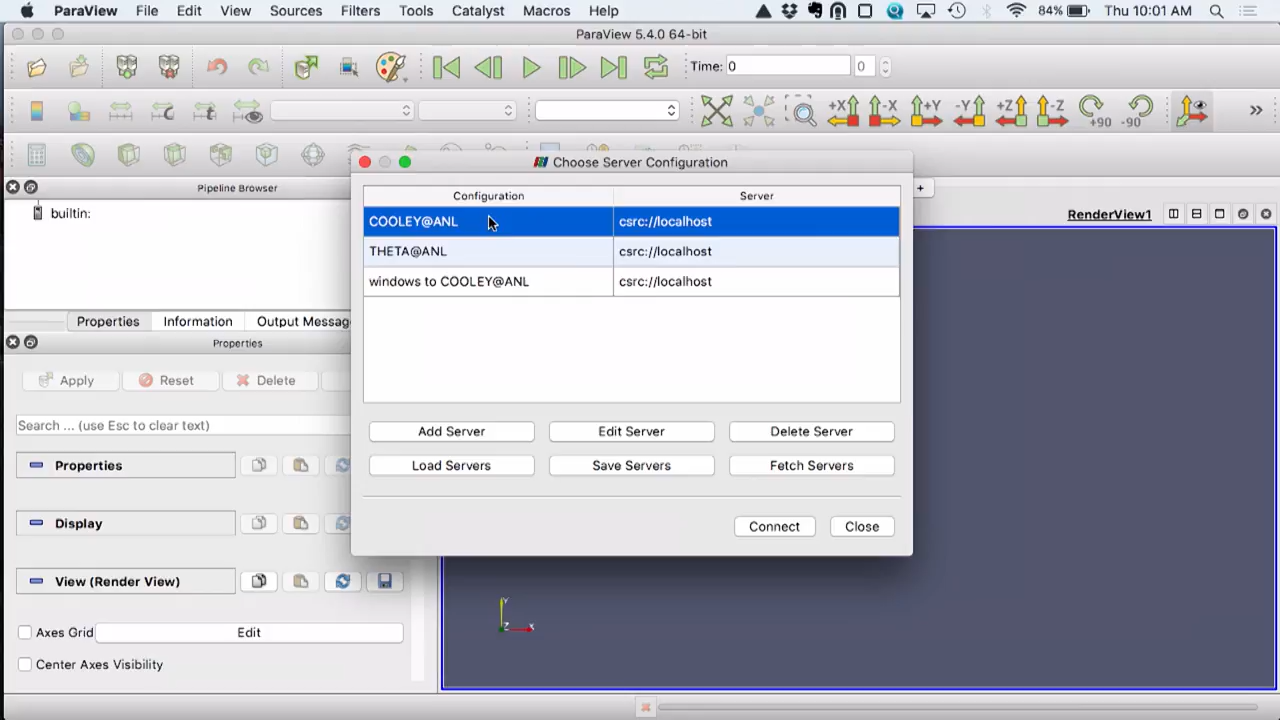 ParaView File Edit View Sources Filters Tools Catalyst Macros Help 84% Thu 10:01 AM
ParaView 5.4.0 64-bit
Time: 0 0
+X -X +Y -Y +Z -Z +90 -90 »
Choose Server Configuration
Pipeline Browser
+
builtin:
RenderView1
Configuration Server
COOLEY@ANL csrc://localhost
THETA@ANL csrc://localhost
windows to COOLEY@ANL csrc://localhost
Properties Information Output Messag
Properties
Apply Reset Delete
Search ... (use Esc to clear text)
Properties
Display
View (Render View)
Axes Grid Edit
Center Axes Visibility
Add Server Edit Server Delete Server
Load Servers Save Servers Fetch Servers
Connect Close
Y
Z X